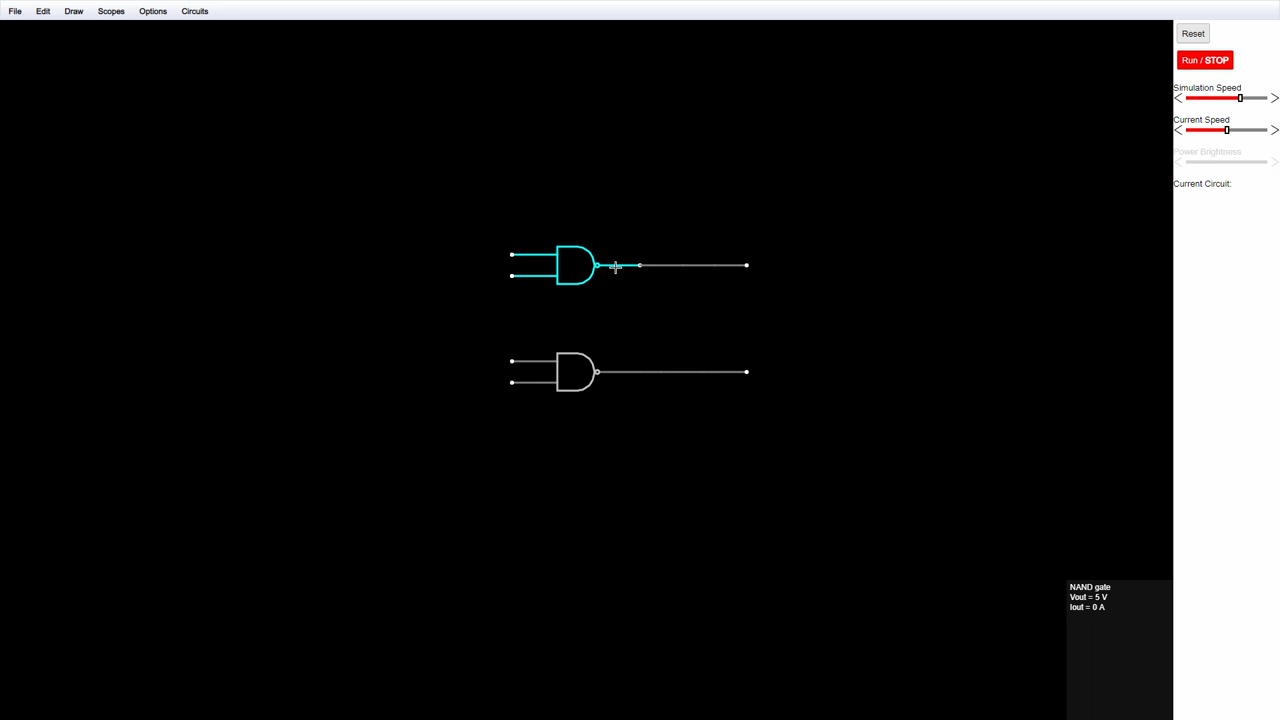 File Edit Draw Scopes Options Circuits
Reset
Run / STOP
Simulation Speed
Current Speed
Power Brightness
Current Circuit:
NAND gate
Vout = 5 V
Iout = 0 A